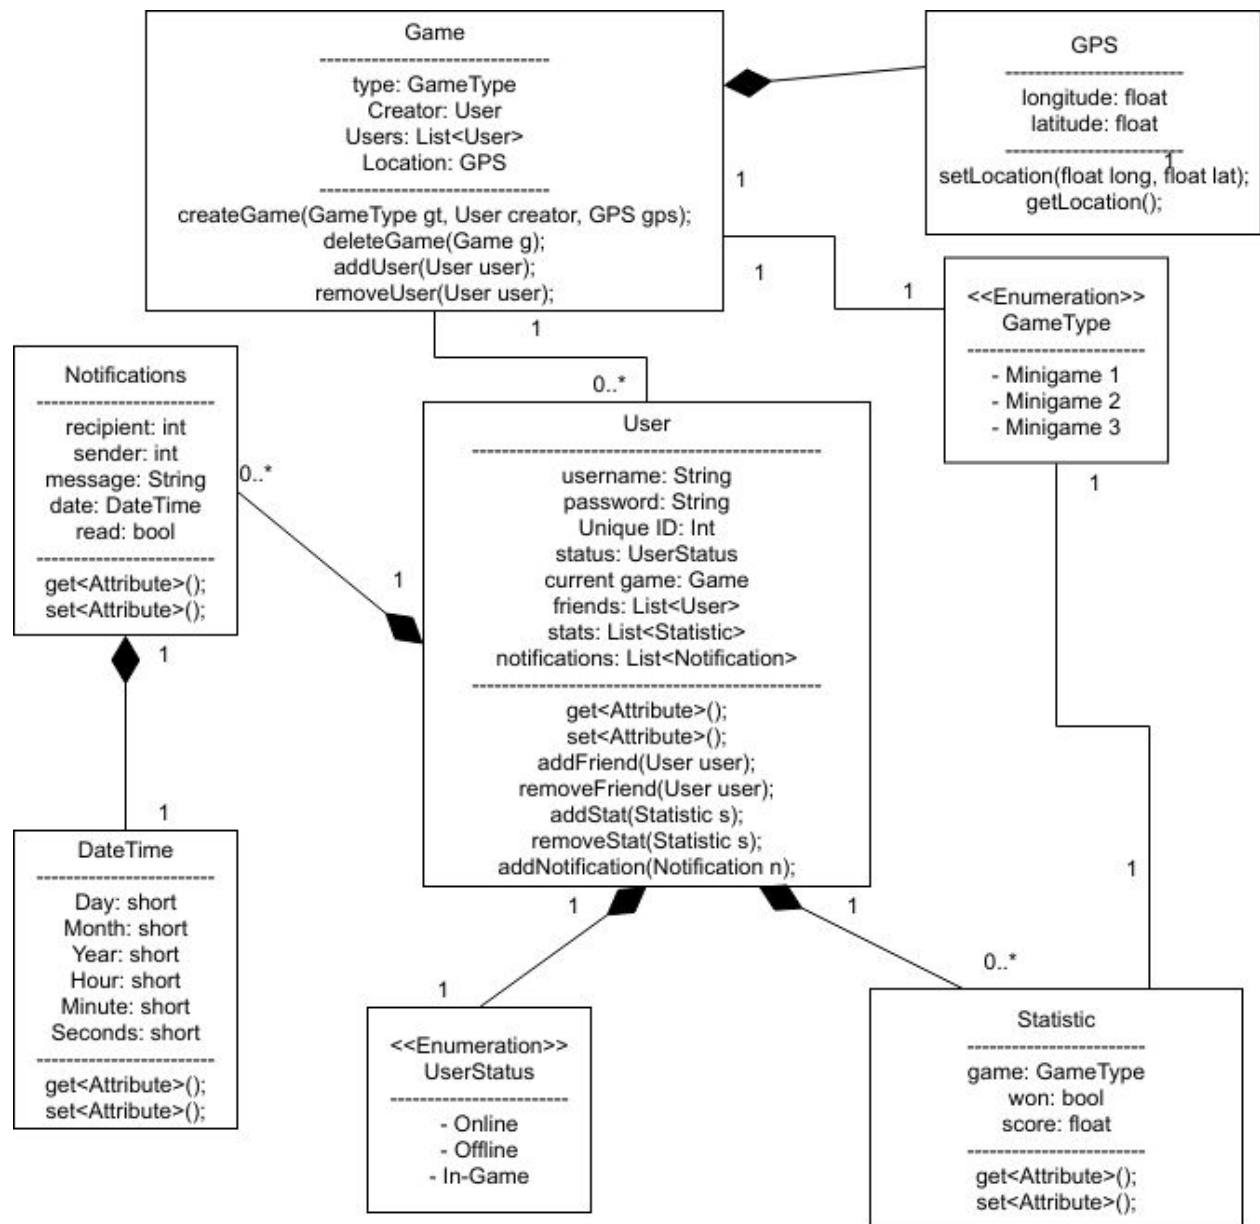 Game
--------------------------------
type: GameType
Creator: User
Users: List<User>
Location: GPS
--------------------------------
createGame(GameType gt, User creator, GPS gps);
deleteGame(Game g);
addUser(User user);
removeUser(User user);
GPS
------------------------
longitude: float
latitude: float
------------------------
1
setLocation(float long, float lat);
getLocation();
1
1
1
<<Enumeration>>
GameType
------------------------
- Minigame 1
- Minigame 2
- Minigame 3
1
1
0..*
Notifications
------------------------
recipient: int
sender: int
message: String
date: DateTime
read: bool
------------------------
get<Attribute>();
set<Attribute>();
0..*
1
1
1
User
------------------------------------------------
username: String
password: String
Unique ID: Int
status: UserStatus
current game: Game
friends: List<User>
stats: List<Statistic>
notifications: List<Notification>
------------------------------------------------
get<Attribute>();
set<Attribute>();
addFriend(User user);
removeFriend(User user);
addStat(Statistic s);
removeStat(Statistic s);
addNotification(Notification n);
DateTime
------------------------
Day: short
Month: short
Year: short
Hour: short
Minute: short
Seconds: short
------------------------
get<Attribute>();
set<Attribute>();
1
1
1
1
0..*
<<Enumeration>>
UserStatus
------------------------
- Online
- Offline
- In-Game
Statistic
------------------------
game: GameType
won: bool
score: float
------------------------
get<Attribute>();
set<Attribute>();